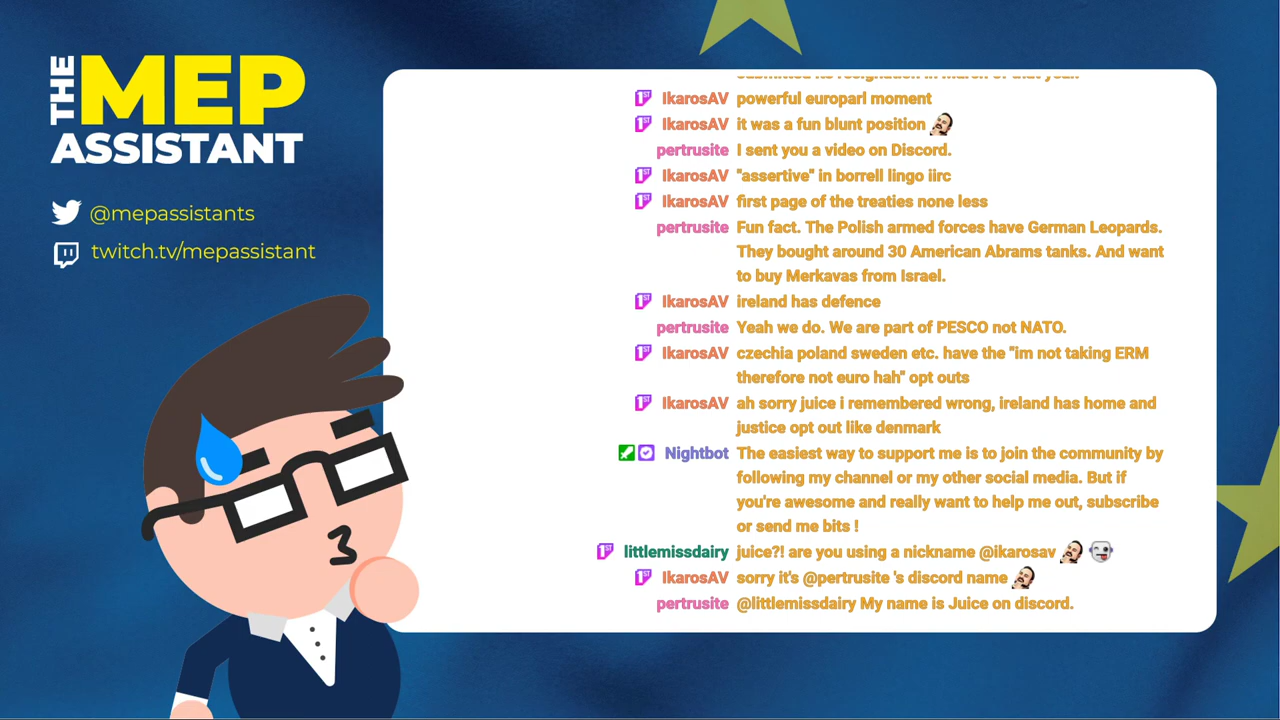 THE MEP
ASSISTANT
@mepassistants
twitch.tv/mepassistant
submitted its resignation in March of that year.
IkarosAV powerful europarl moment
IkarosAV it was a fun blunt position
pertrusite I sent you a video on Discord.
IkarosAV "assertive" in borrell lingo iirc
IkarosAV first page of the treaties none less
pertrusite Fun fact. The Polish armed forces have German Leopards.
They bought around 30 American Abrams tanks. And want
to buy Merkavas from Israel.
IkarosAV ireland has defence
pertrusite Yeah we do. We are part of PESCO not NATO.
IkarosAV czechia poland sweden etc. have the "im not taking ERM
therefore not euro hah" opt outs
IkarosAV ah sorry juice i remembered wrong, ireland has home and
justice opt out like denmark
Nightbot The easiest way to support me is to join the community by
following my channel or my other social media. But if
you're awesome and really want to help me out, subscribe
or send me bits !
littlemissdairy juice?! are you using a nickname @ikarosav
IkarosAV sorry it's @pertrusite 's discord name
pertrusite @littlemissdairy My name is Juice on discord.